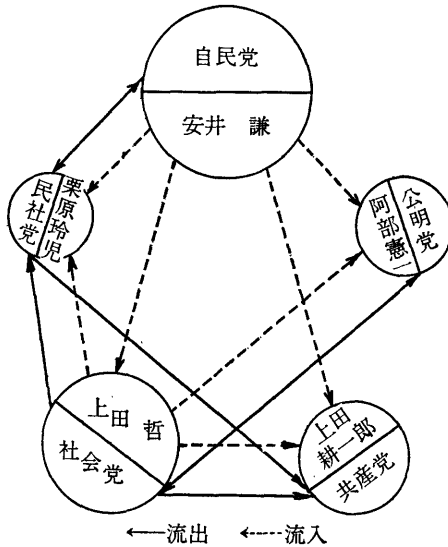 自民党
安井 謙
民社党
栗原玲児
公明党
阿部憲一
上田 哲
社会党
上田
耕一郎
共産党
←流出 ←流入